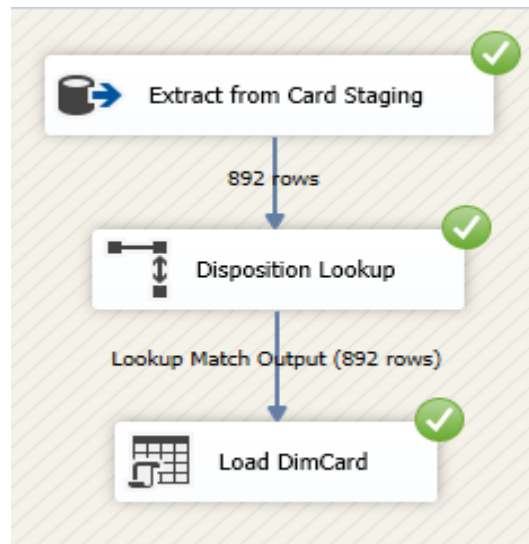 Extract from Card Staging
892 rows
Disposition Lookup
Lookup Match Output (892 rows)
Load DimCard